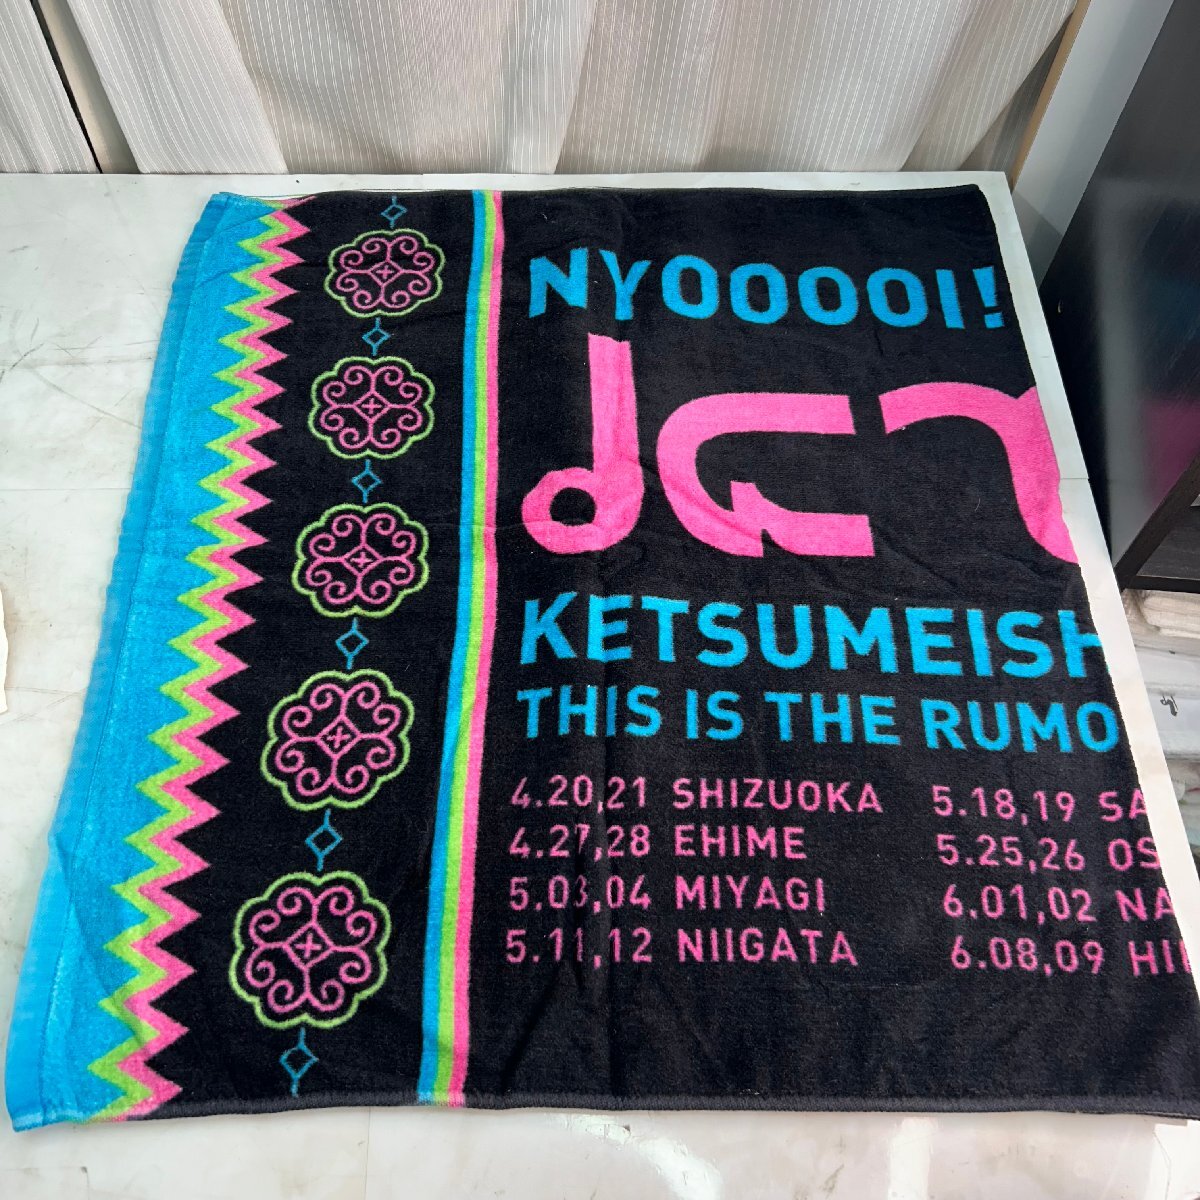 NYOOOOI!
KETSUMEISH
THIS IS THE RUMO
4.20,21 SHIZUOKA 5.18,19 SA
4.27,28 EHIME 5.25,26 OS
5.03,04 MIYAGI 6.01,02 NA
5.11,12 NIIGATA 6.08,09 HI